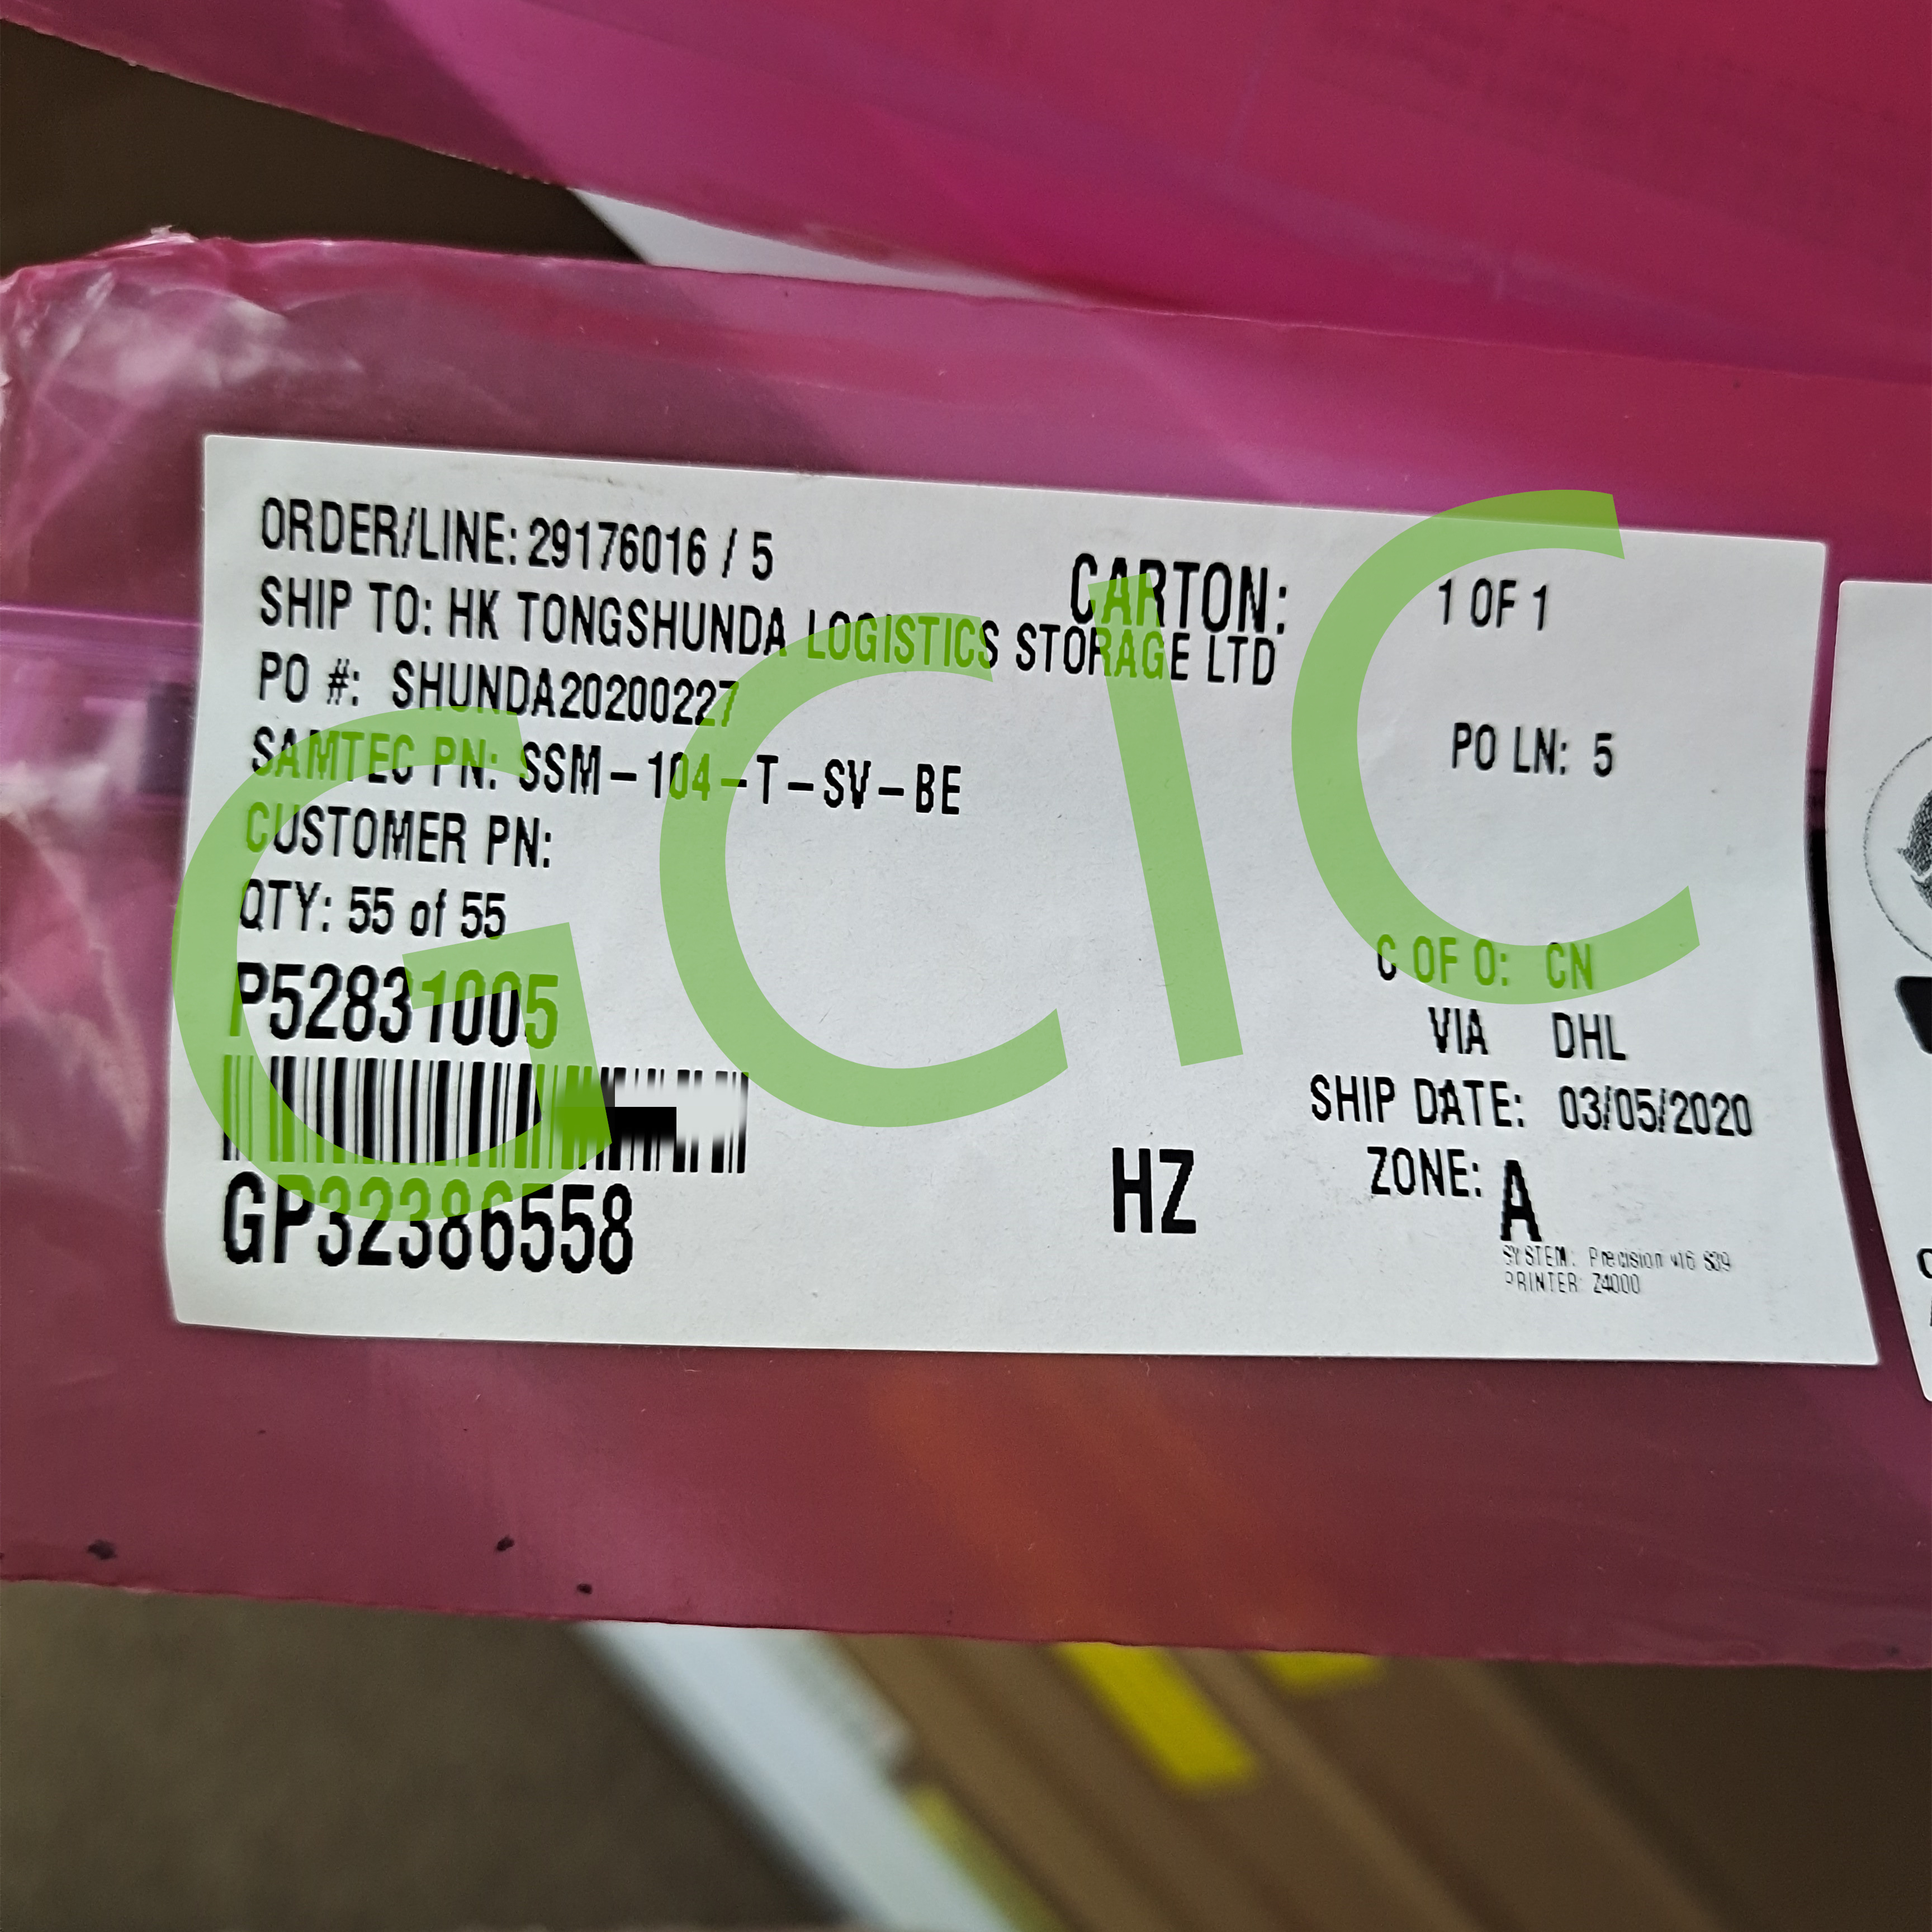 ORDER/LINE: 29176016 / 5
CARTON: 1 OF 1
SHIP TO: HK TONGSHUNDA LOGISTICS STORAGE LTD
PO #: SHUNDA20200227
PO LN: 5
SAMTEC PN: SSM-104-T-SV-BE
CUSTOMER PN:
QTY: 55 of 55
C OF O: CN
P52831005
VIA DHL
SHIP DATE: 03/05/2020
ZONE: A
HZ
GP32386558
SYSTEM: Precision v16 S39
PRINTER: Z4000
GCIC